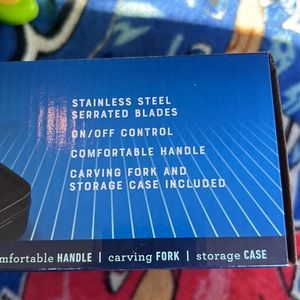 STAINLESS STEEL
SERRATED BLADES
ON/OFF CONTROL
COMFORTABLE HANDLE
CARVING FORK AND
STORAGE CASE INCLUDED
mfortable HANDLE | carving FORK | storage CASE